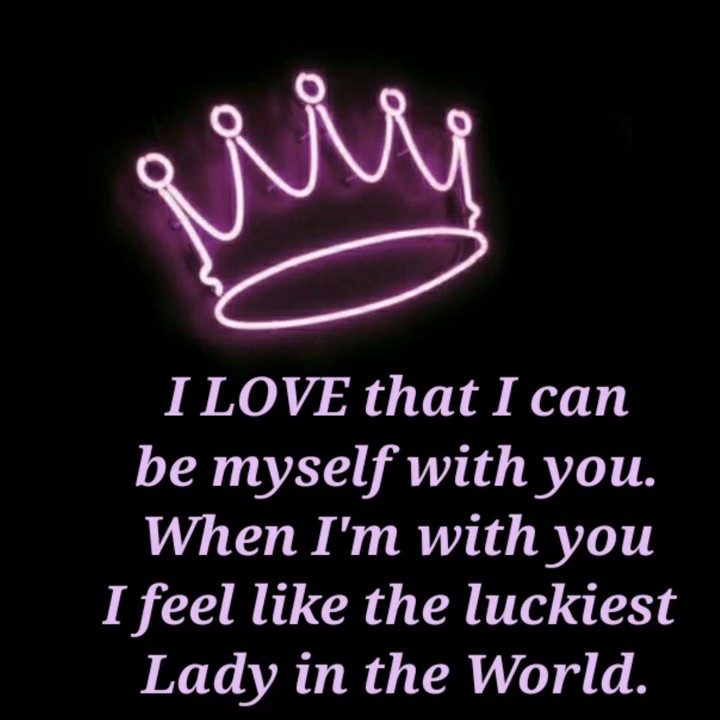 I LOVE that I can
be myself with you.
When I'm with you
I feel like the luckiest
Lady in the World.